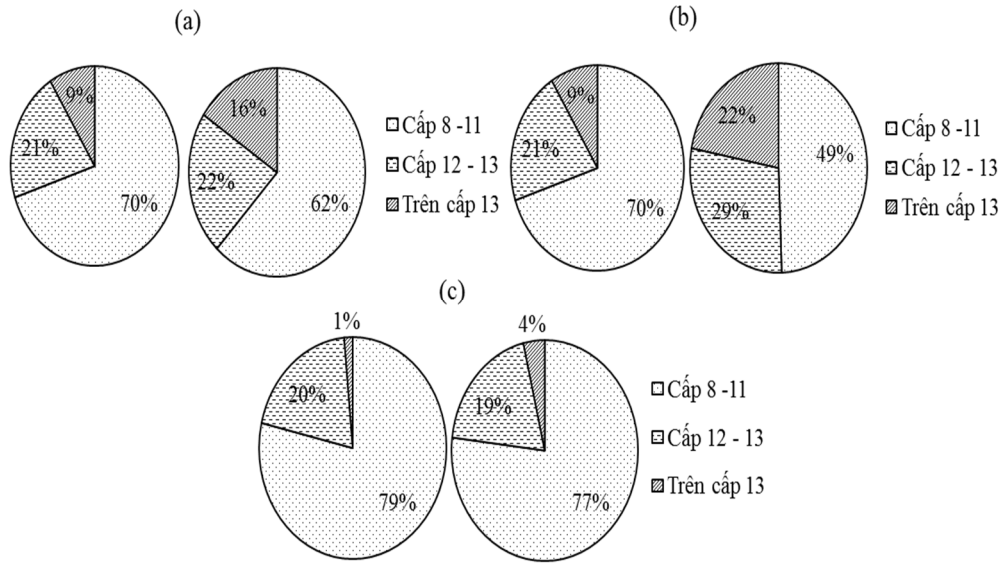 (a)
9%
21%
70%
16%
22%
62%
Cấp 8 -11
Cấp 12 - 13
Trên cấp 13
(b)
9%
21%
70%
22%
49%
29%
Cấp 8 -11
Cấp 12 - 13
Trên cấp 13
(c)
1%
20%
79%
4%
19%
77%
Cấp 8 -11
Cấp 12 - 13
Trên cấp 13